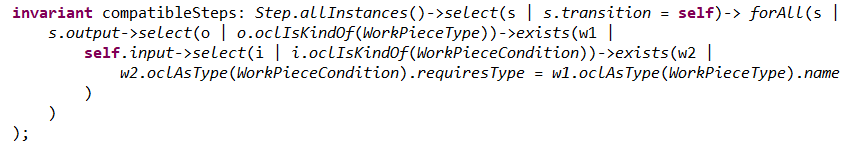 invariant compatibleSteps: Step.allInstances()->select(s | s.transition = self)-> forAll(s |
s.output->select(o | o.oclIsKindOf(WorkPieceType))->exists(w1 |
self.input->select(i | i.oclIsKindOf(WorkPieceCondition))->exists(w2 |
w2.oclAsType(WorkPieceCondition).requiresType = w1.oclAsType(WorkPieceType).name
)
)
);